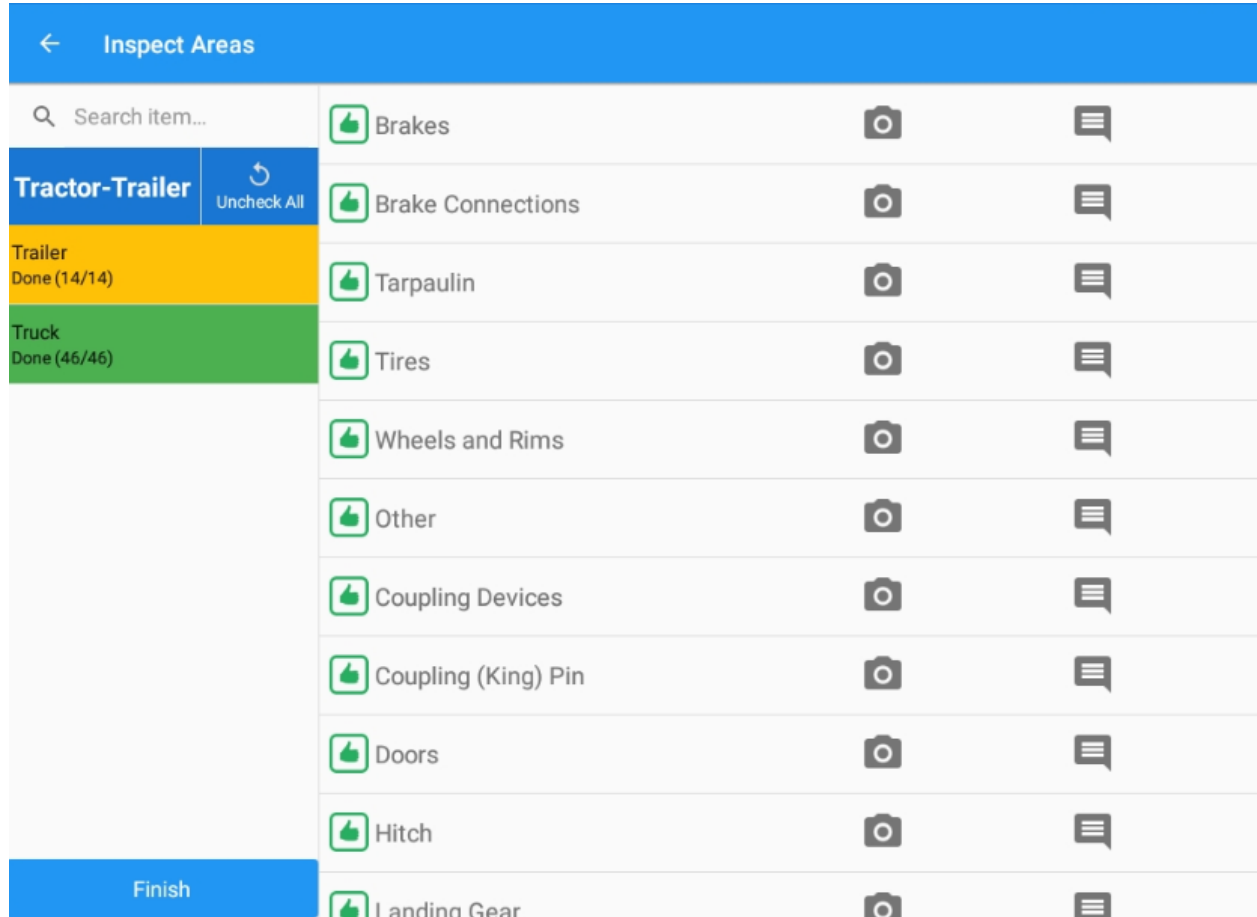 Inspect Areas
Search item...
Tractor-Trailer
Uncheck All
Trailer
Done (14/14)
Truck
Done (46/46)
Finish
Brakes
Brake Connections
Tarpaulin
Tires
Wheels and Rims
Other
Coupling Devices
Coupling (King) Pin
Doors
Hitch
Landing Gear